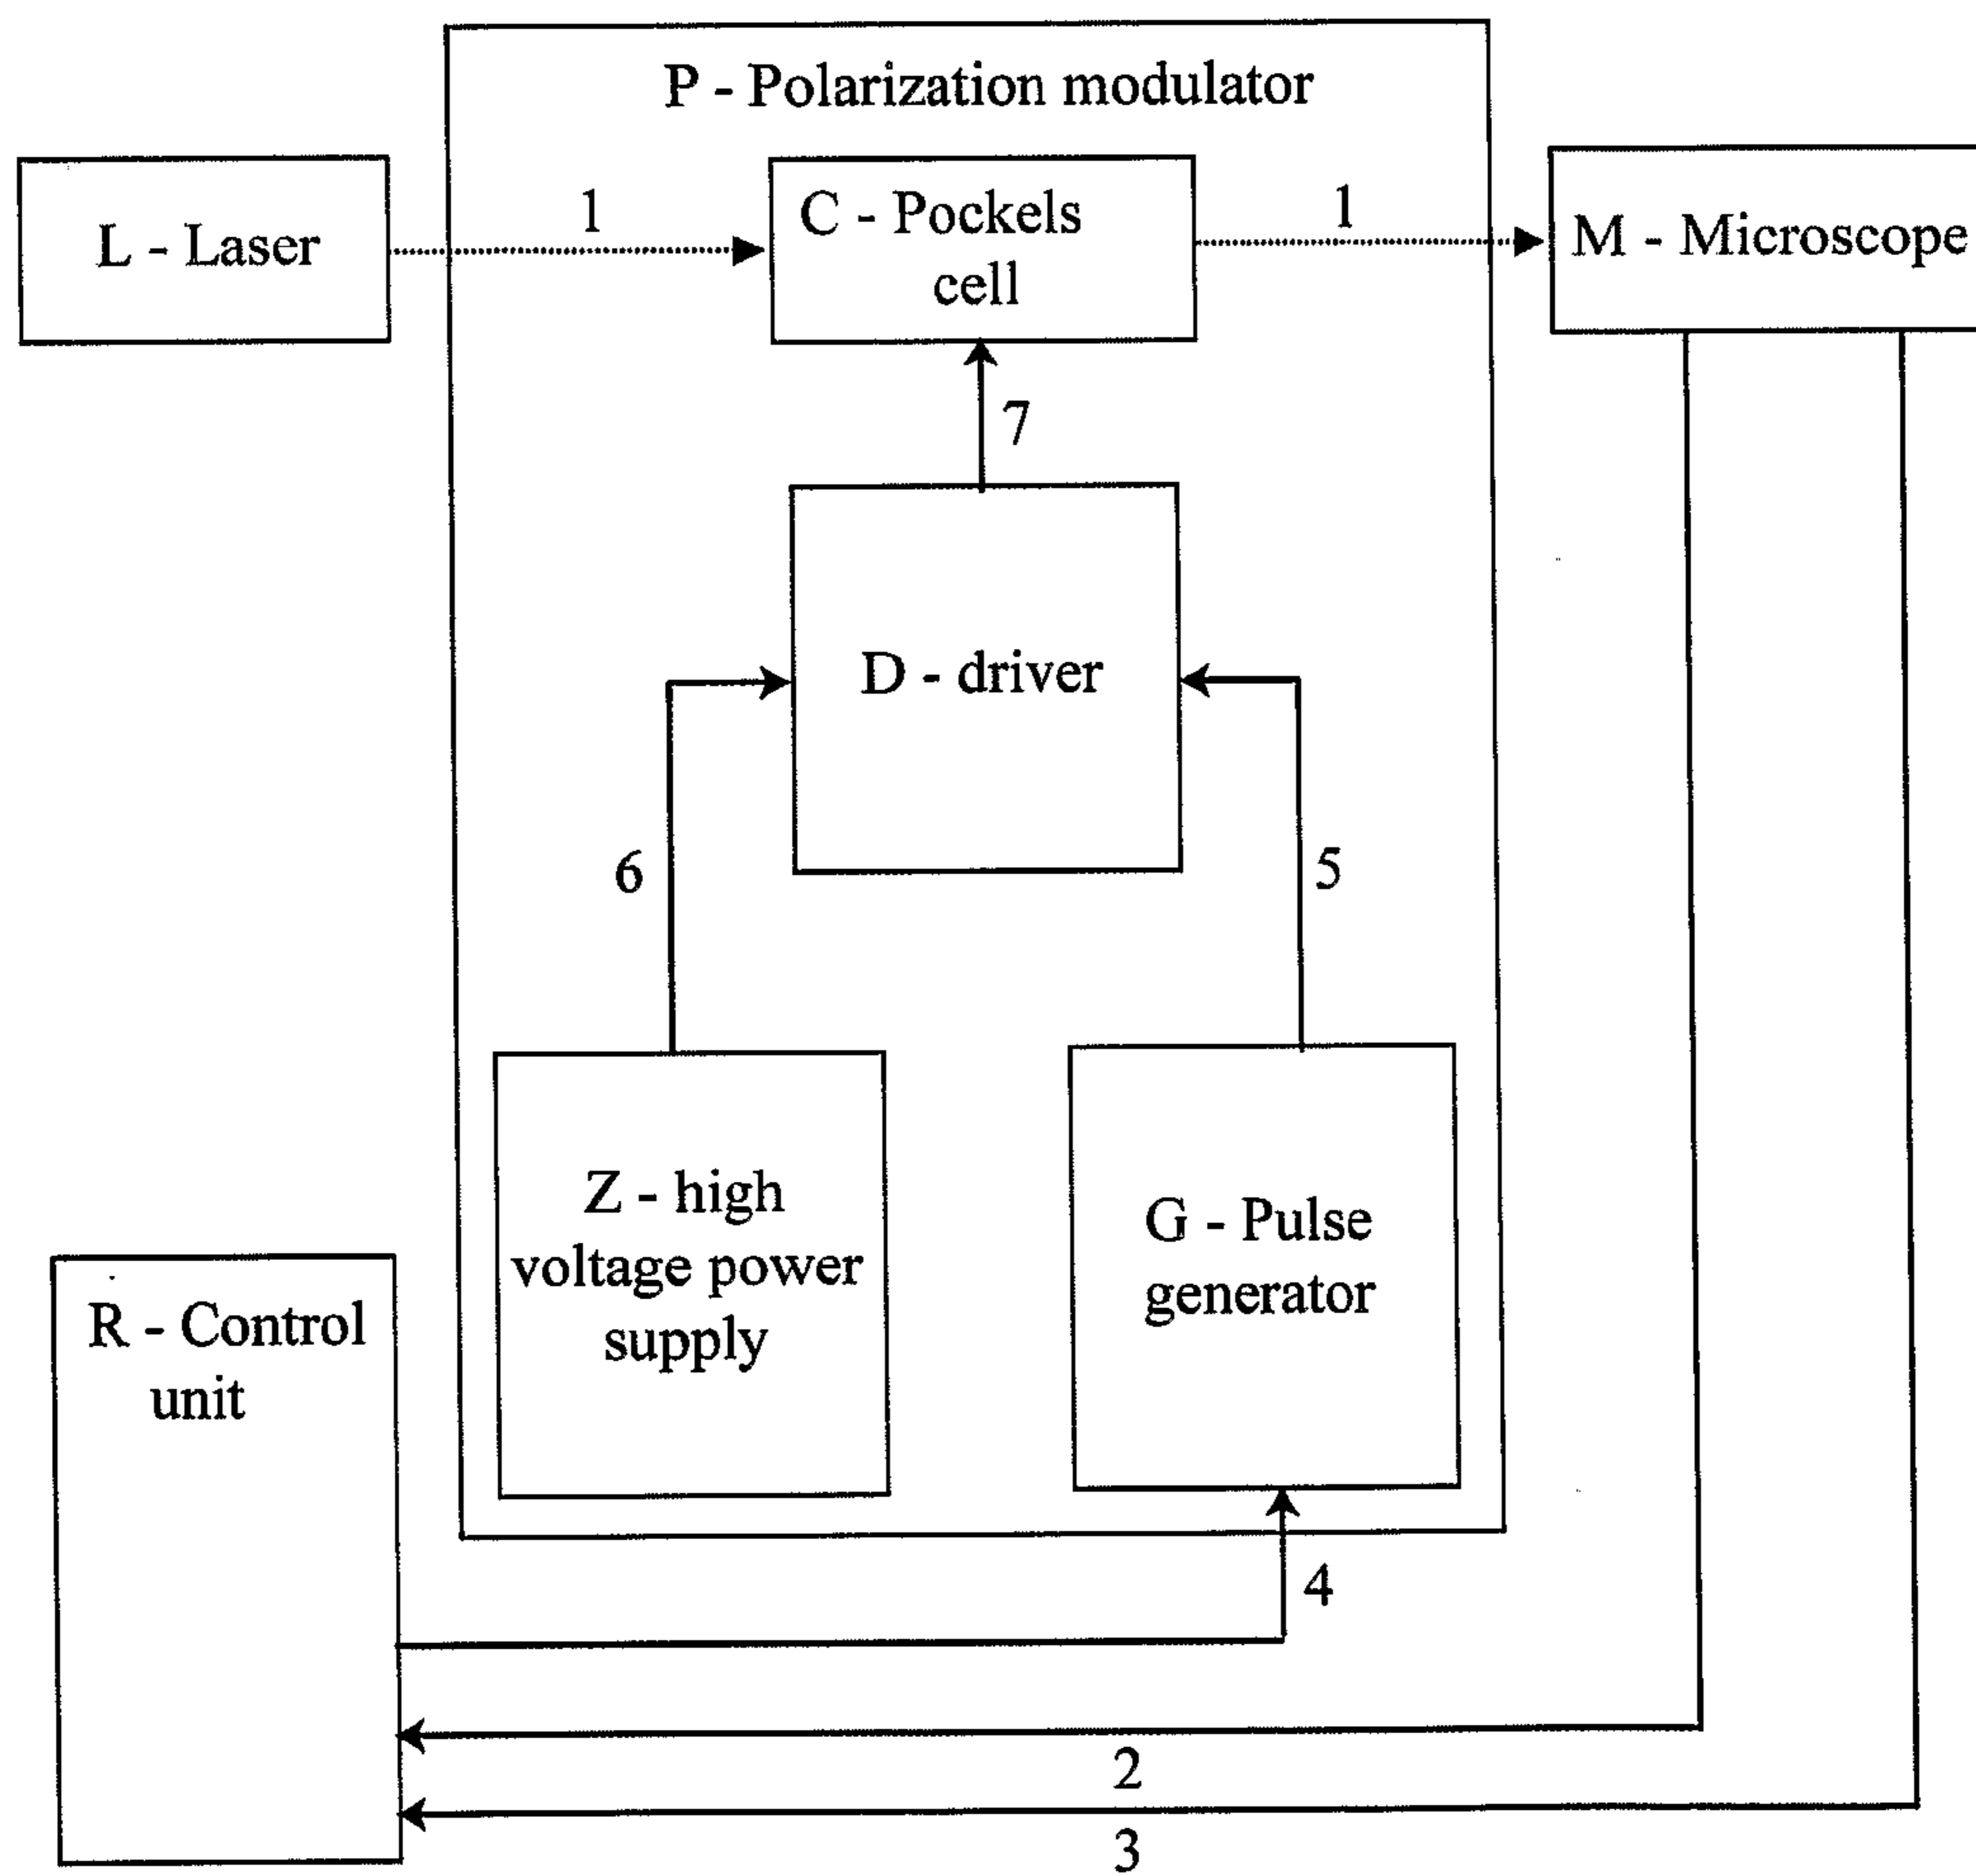 P - Polarization modulator
L - Laser
1
C - Pockels
cell
1
M - Microscope
7
D - driver
6
5
Z - high
voltage power
supply
G - Pulse
generator
R - Control
unit
4
2
3